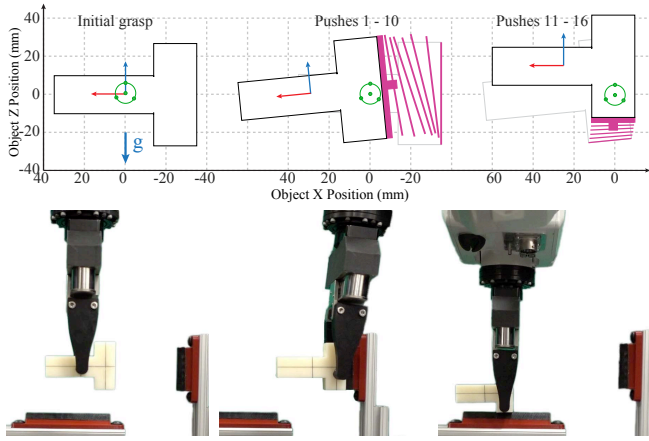 Initial grasp
Pushes 1 - 10
Pushes 11 - 16
Object Z Position (mm)
40
20
0
-20
-40
g
40 20 0 -20 -40
20 0 -20
60 40 20 0
Object X Position (mm)